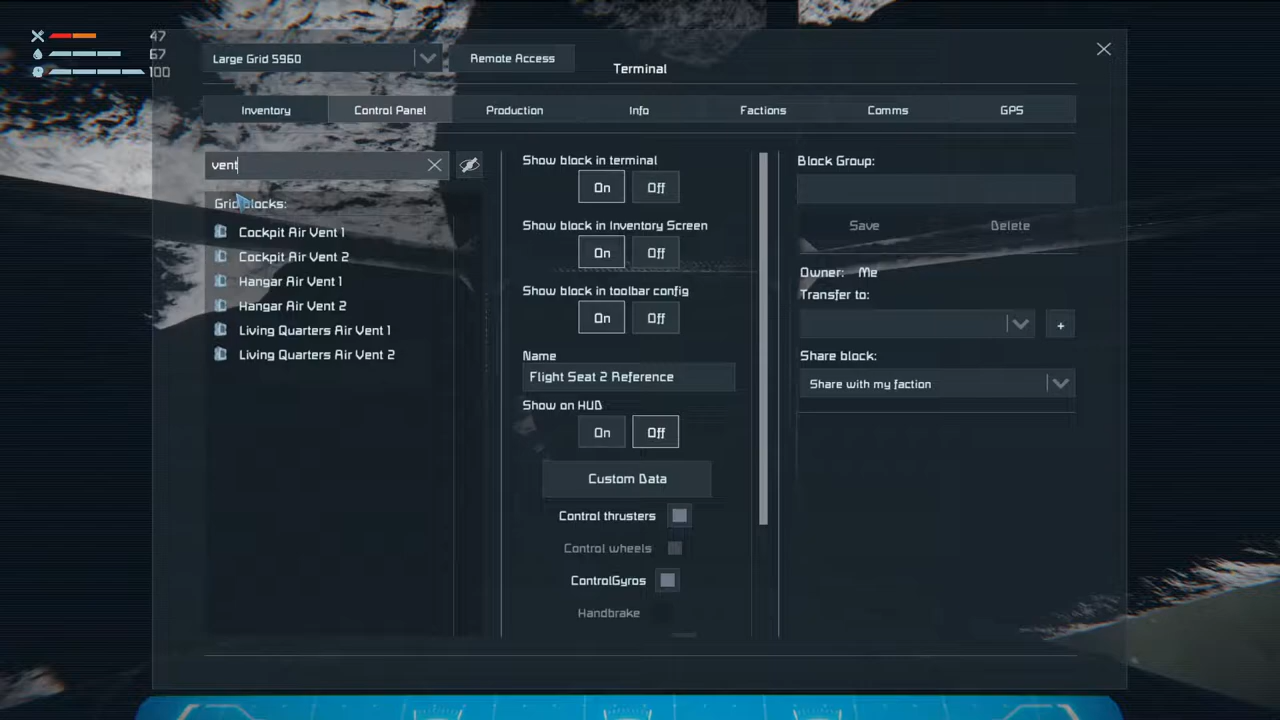 47
67
100
Large Grid 5960
Remote Access
Terminal
Inventory
Control Panel
Production
Info
Factions
Comms
GPS
vent
Grid blocks:
Cockpit Air Vent 1
Cockpit Air Vent 2
Hangar Air Vent 1
Hangar Air Vent 2
Living Quarters Air Vent 1
Living Quarters Air Vent 2
Show block in terminal
On Off
Show block in Inventory Screen
On Off
Show block in toolbar config
On Off
Name
Flight Seat 2 Reference
Show on HUD
On Off
Custom Data
Control thrusters
Control wheels
ControlGyros
Handbrake
Block Group:
Save Delete
Owner: Me
Transfer to:
+
Share block:
Share with my faction